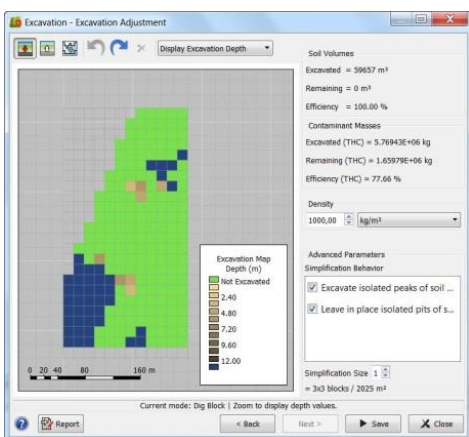 Excavation - Excavation Adjustment
Display Excavation Depth
Soil Volumes
Excavated = 59657 m³
Remaining = 0 m³
Efficiency = 100.00 %
Contaminant Masses
Excavated (THC) = 5.76943E+06 kg
Remaining (THC) = 1.65979E+06 kg
Efficiency (THC) = 77.66 %
Density
1000,00 kg/m³
Advanced Parameters
Simplification Behavior
Excavate isolated peaks of soil ...
Leave in place isolated pits of s...
Simplification Size 1
= 3x3 blocks / 2025 m²
Excavation Map
Depth (m)
Not Excavated
2.40
4.80
7.20
9.60
12.00
0 20 40 80 160 m
Current mode: Dig Block | Zoom to display depth values.
? Report < Back Next > Save Close